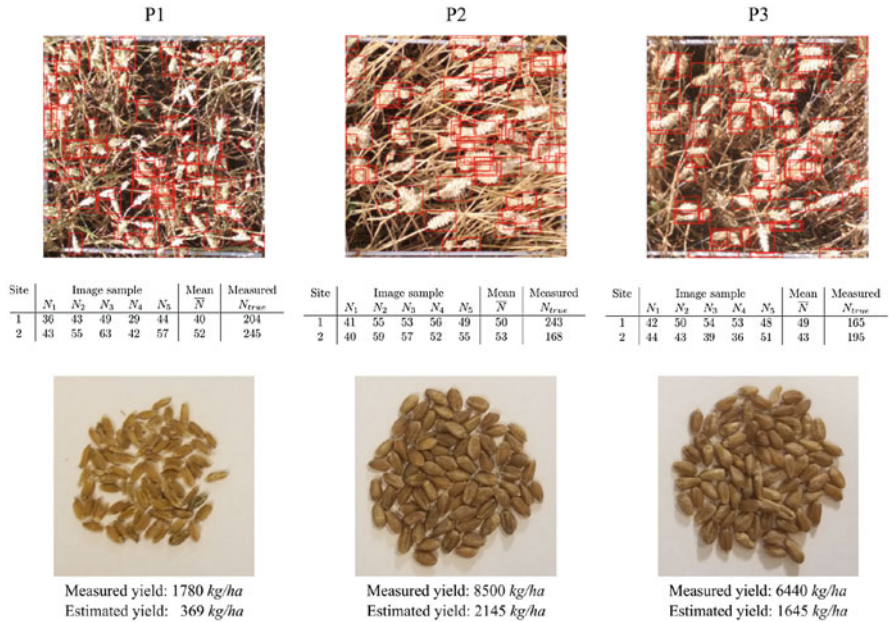 P1 P2 P3
Site Image sample Mean Measured
N1 N2 N3 N4 N5 N Ntrue
1 36 43 49 29 44 40 204
2 43 55 63 42 57 52 245
Site Image sample Mean Measured
N1 N2 N3 N4 N5 N Ntrue
1 41 55 53 56 49 50 243
2 40 59 57 52 55 53 168
Site Image sample Mean Measured
N1 N2 N3 N4 N5 N Ntrue
1 42 50 54 53 48 49 165
2 44 43 39 36 51 43 195
Measured yield: 1780 kg/ha
Estimated yield: 369 kg/ha
Measured yield: 8500 kg/ha
Estimated yield: 2145 kg/ha
Measured yield: 6440 kg/ha
Estimated yield: 1645 kg/ha